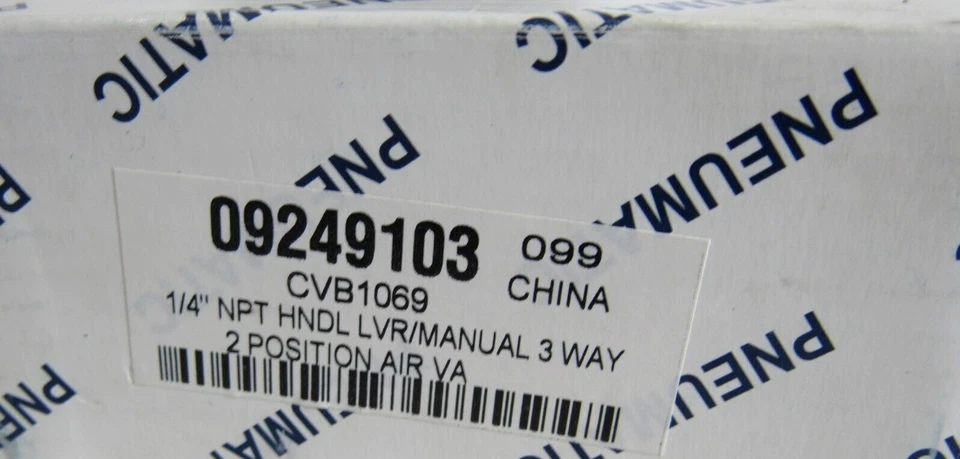 PNEUMATIC
PNEUMATIC
09249103 099
CVB1069 CHINA
1/4" NPT HNDL LVR/MANUAL 3 WAY
2 POSITION AIR VA
PNEUMATIC